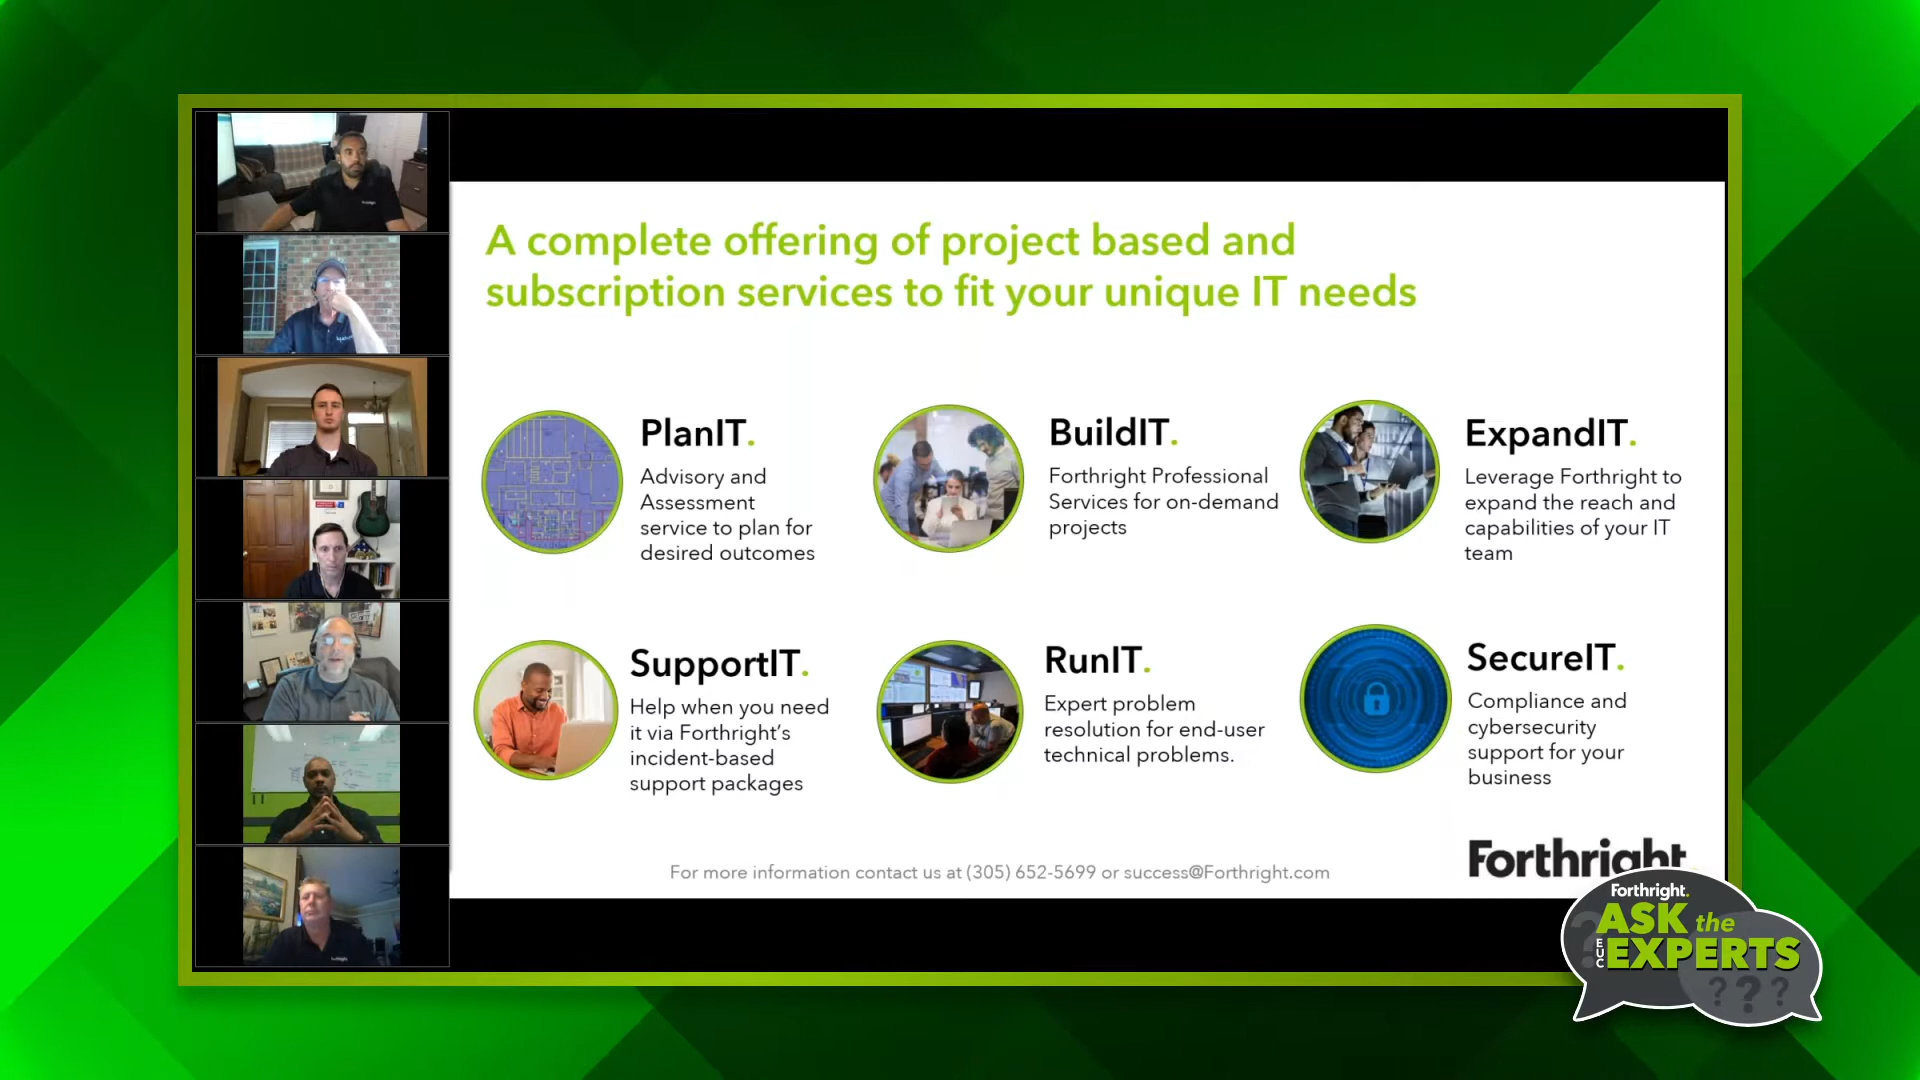 A complete offering of project based and
subscription services to fit your unique IT needs
PlanIT.
Advisory and
Assessment
service to plan for
desired outcomes
BuildIT.
Forthright Professional
Services for on-demand
projects
ExpandIT.
Leverage Forthright to
expand the reach and
capabilities of your IT
team
SupportIT.
Help when you need
it via Forthright’s
incident-based
support packages
RunIT.
Expert problem
resolution for end-user
technical problems.
SecureIT.
Compliance and
cybersecurity
support for your
business
For more information contact us at (305) 652-5699 or success@Forthright.com
Forthright
Forthright.
ASK the
EUC EXPERTS
? ? ? ?